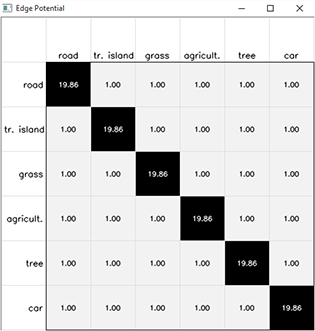 Edge Potential
road tr. island grass agricult. tree car
road 19.86 1.00 1.00 1.00 1.00 1.00
tr. island 1.00 19.86 1.00 1.00 1.00 1.00
grass 1.00 1.00 19.86 1.00 1.00 1.00
agricult. 1.00 1.00 1.00 19.86 1.00 1.00
tree 1.00 1.00 1.00 1.00 19.86 1.00
car 1.00 1.00 1.00 1.00 1.00 19.86